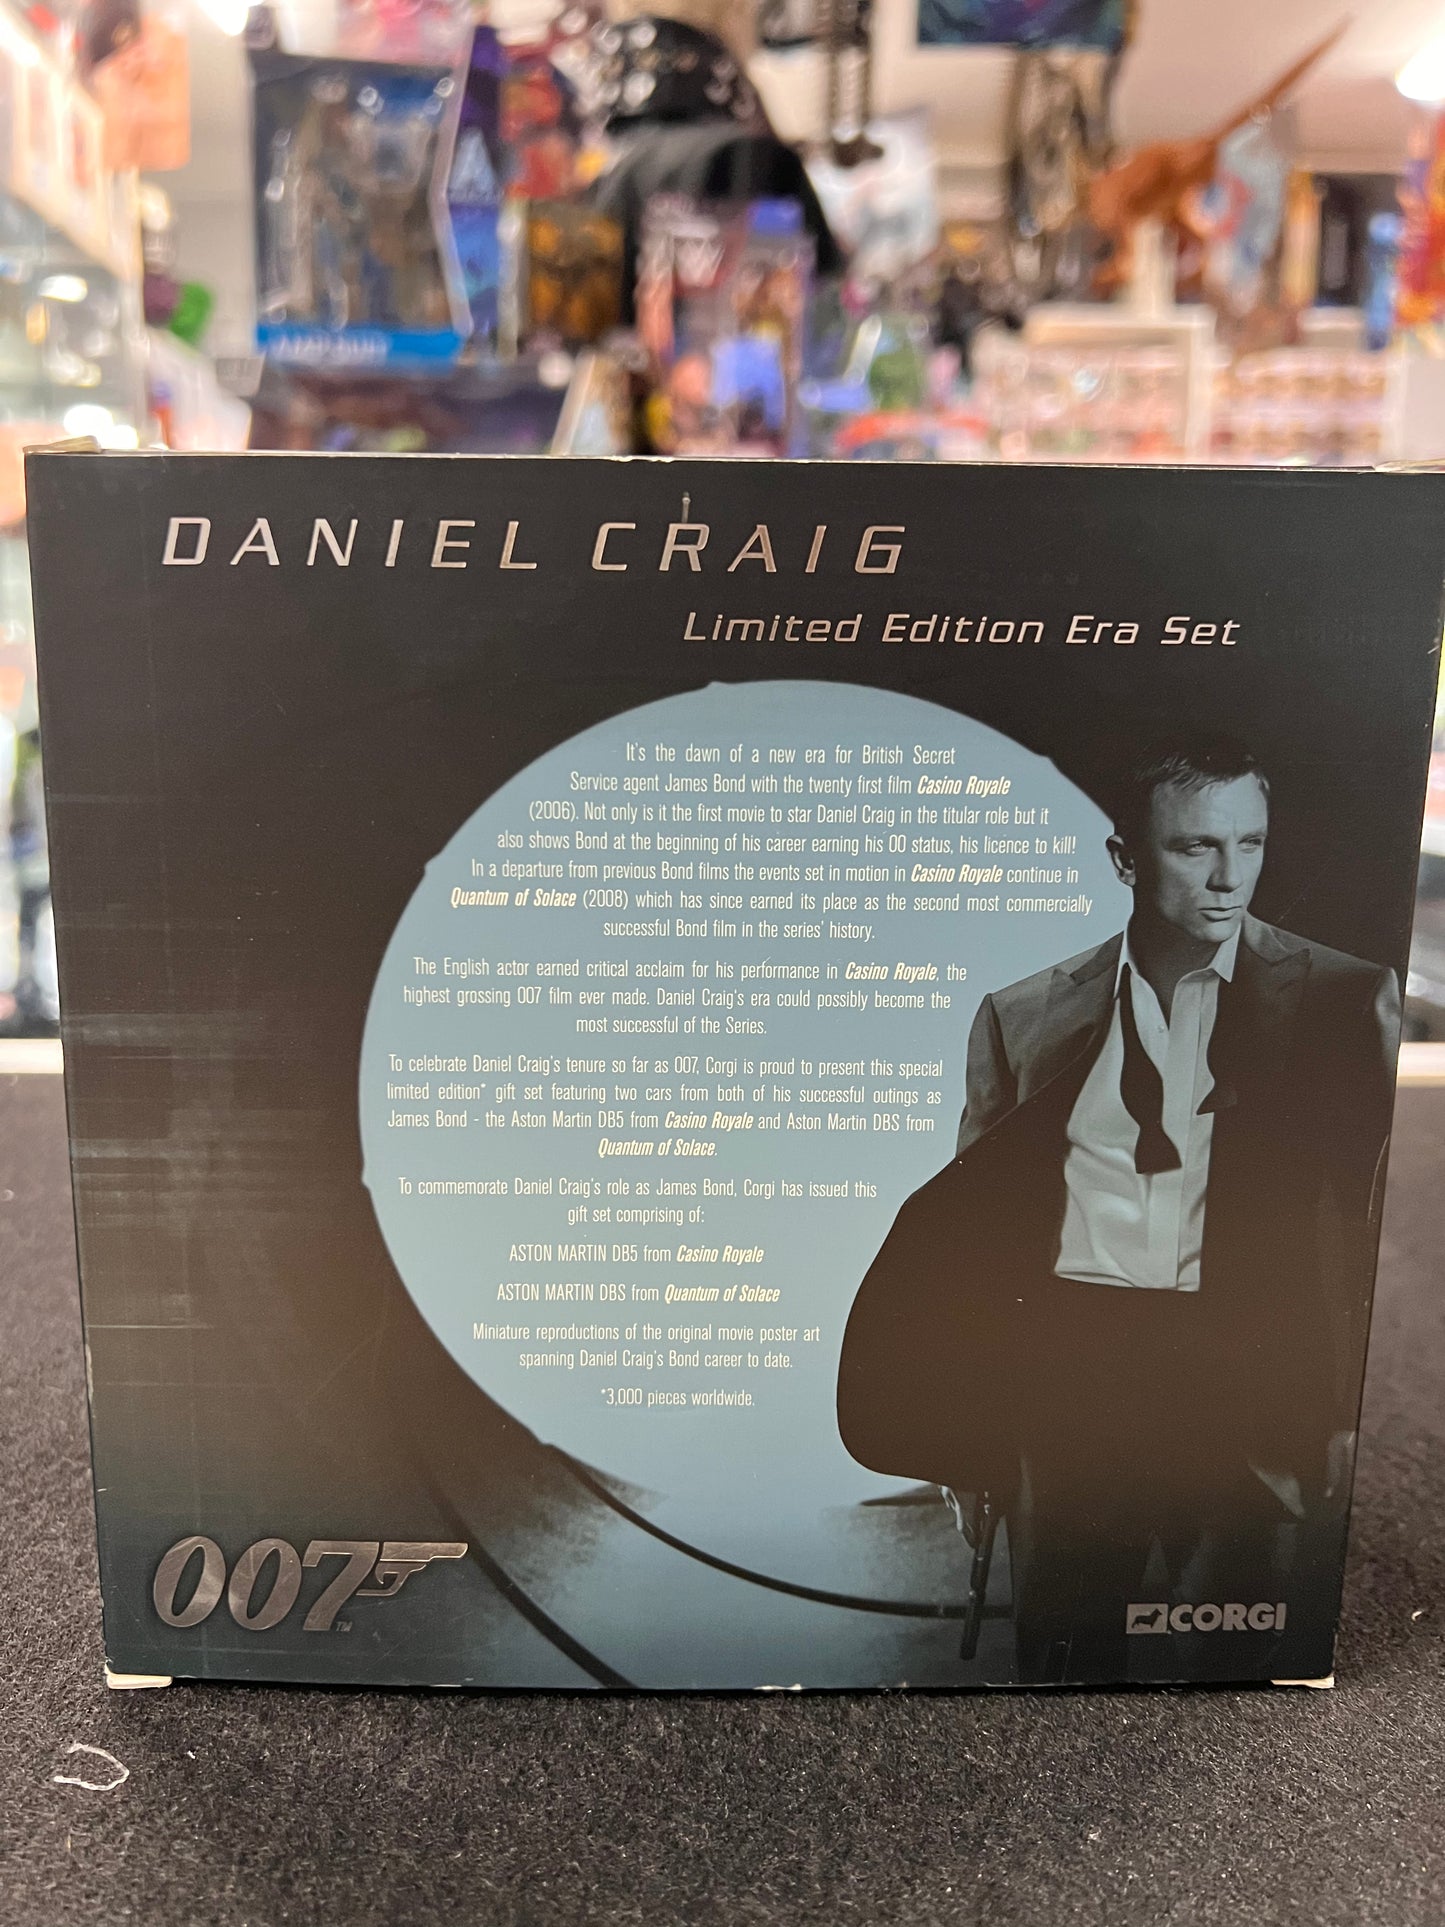 DANIEL CRAIG
Limited Edition Era Set
It's the dawn of a new era for British Secret
Service agent James Bond with the twenty first film Casino Royale
(2006). Not only is it the first movie to star Daniel Craig in the titular role but it
also shows Bond at the beginning of his career earning his 00 status, his licence to kill!
In a departure from previous Bond films the events set in motion in Casino Royale continue in
Quantum of Solace (2008) which has since earned its place as the second most commercially
successful Bond film in the series' history.
The English actor earned critical acclaim for his performance in Casino Royale, the
highest grossing 007 film ever made. Daniel Craig's era could possibly become the
most successful of the Series.
To celebrate Daniel Craig's tenure so far as 007, Corgi is proud to present this special
limited edition* gift set featuring two cars from both of his successful outings as
James Bond - the Aston Martin DB5 from Casino Royale and Aston Martin DBS from
Quantum of Solace.
To commemorate Daniel Craig's role as James Bond, Corgi has issued this
gift set comprising of:
ASTON MARTIN DB5 from Casino Royale
ASTON MARTIN DBS from Quantum of Solace
Miniature reproductions of the original movie poster art
spanning Daniel Craig's Bond career to date.
*3,000 pieces worldwide.
007™
CORGI